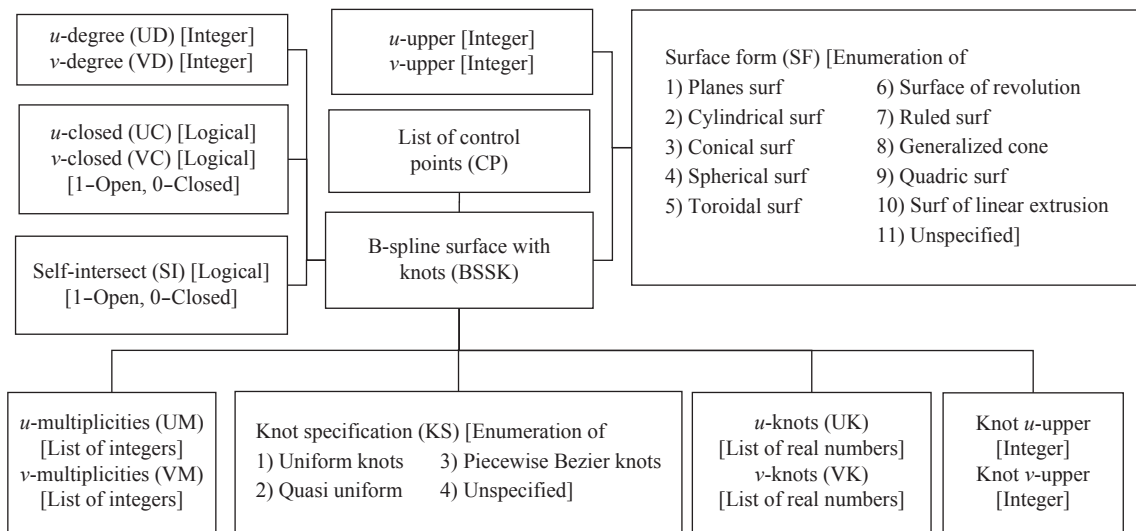 u-degree (UD) [Integer]
v-degree (VD) [Integer]
u-closed (UC) [Logical]
v-closed (VC) [Logical]
[1–Open, 0–Closed]
Self-intersect (SI) [Logical]
[1–Open, 0–Closed]
u-upper [Integer]
v-upper [Integer]
List of control
points (CP)
B-spline surface with
knots (BSSK)
Surface form (SF) [Enumeration of
1) Planes surf
2) Cylindrical surf
3) Conical surf
4) Spherical surf
5) Toroidal surf
6) Surface of revolution
7) Ruled surf
8) Generalized cone
9) Quadric surf
10) Surf of linear extrusion
11) Unspecified]
u-multiplicities (UM)
[List of integers]
v-multiplicities (VM)
[List of integers]
Knot specification (KS) [Enumeration of
1) Uniform knots
2) Quasi uniform
3) Piecewise Bezier knots
4) Unspecified]
u-knots (UK)
[List of real numbers]
v-knots (VK)
[List of real numbers]
Knot u-upper
[Integer]
Knot v-upper
[Integer]